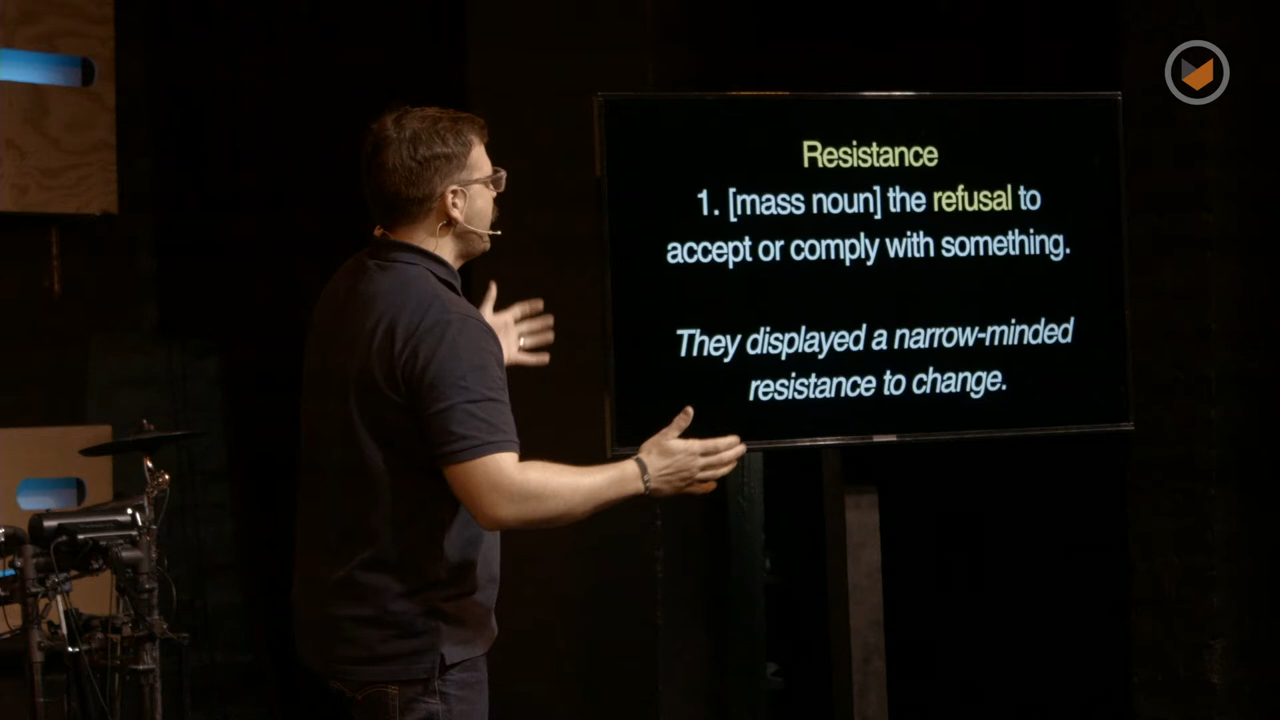 Resistance
1. [mass noun] the refusal to
accept or comply with something.
They displayed a narrow-minded
resistance to change.